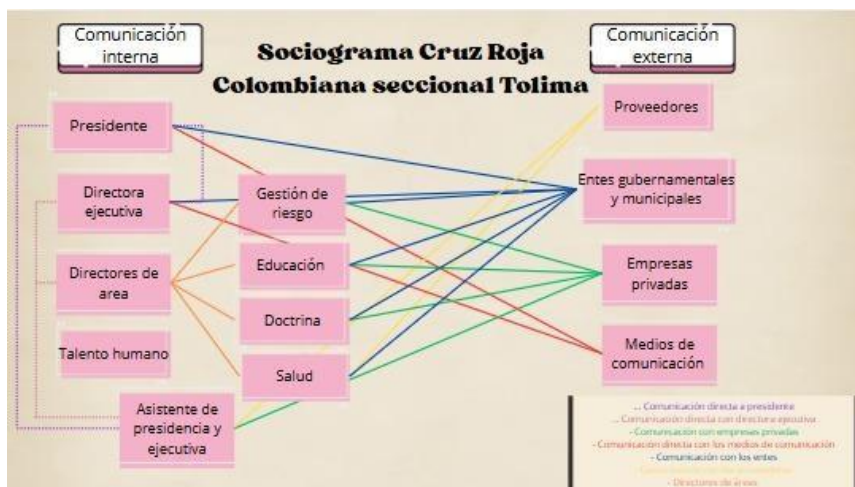 Comunicación
interna
Sociograma Cruz Roja
Colombiana seccional Tolima
Comunicación
externa
Presidente
Proveedores
Directora
ejecutiva
Gestión de
riesgo
Entes gubernamentales
y municipales
Directores de
area
Educación
Empresas
privadas
Doctrina
Talento humano
Salud
Medios de
comunicación
Asistente de
presidencia y
ejecutiva
... Comunicación directa a presidente
... Comunicación directa con directora ejecutiva
- Comunicación con empresas privadas
- Comunicación directa con los medios de comunicación
- Comunicación con los entes
- Directores de áreas